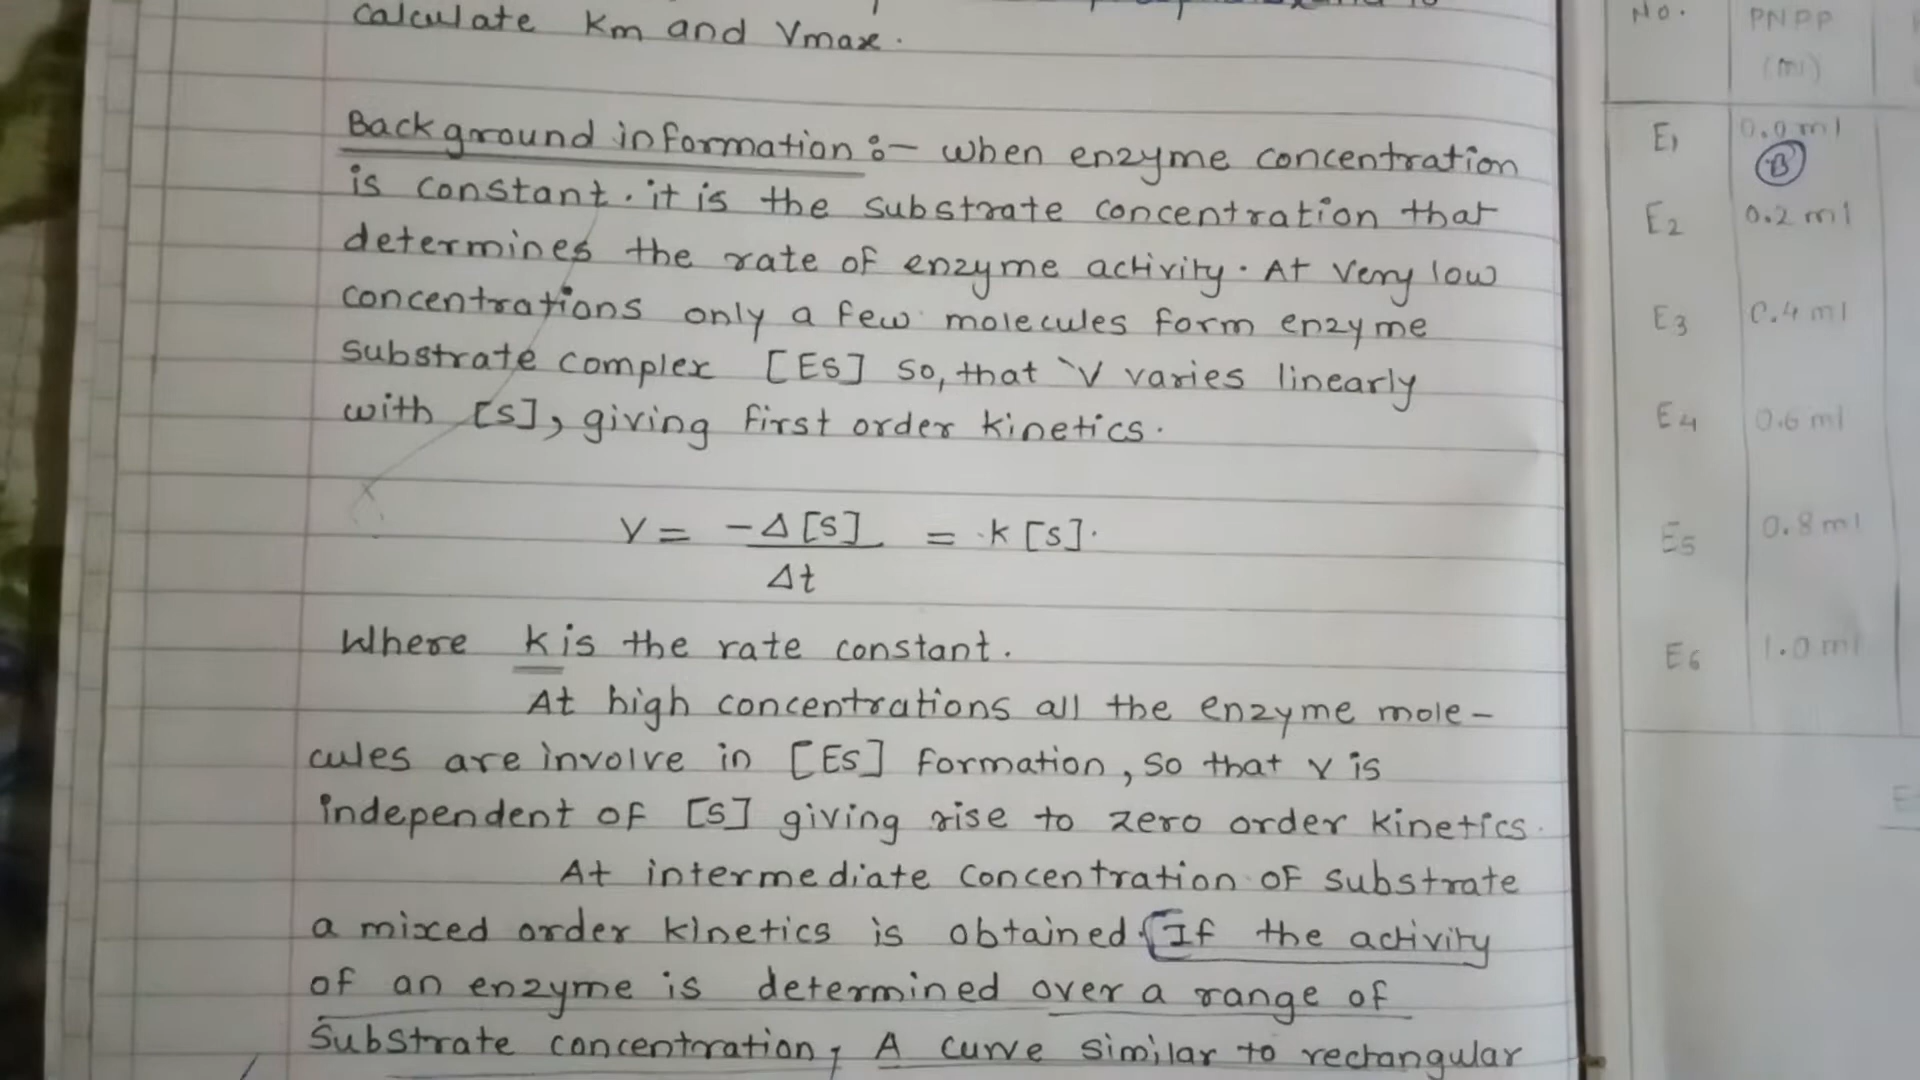 calculate Km and Vmax.
Background information :- when enzyme concentration
is constant. it is the substrate concentration that
determines the rate of enzyme activity. At very low
concentrations only a few molecules form enzyme
substrate complex [ES] so, that `V varies linearly
with [S], giving first order kinetics.
V = -Δ[S] / Δt = k[S].
Where k is the rate constant.
At high concentrations all the enzyme mole-
cules are involve in [ES] formation, so that v is
independent of [S] giving rise to zero order kinetics.
At intermediate concentration of substrate
a mixed order kinetics is obtained. [If the activity
of an enzyme is determined over a range of
substrate concentration, A curve similar to rectangular
No. PNPP
(ml)
E1 0.0 ml
B
E2 0.2 ml
E3 0.4 ml
E4 0.6 ml
E5 0.8 ml
E6 1.0 ml